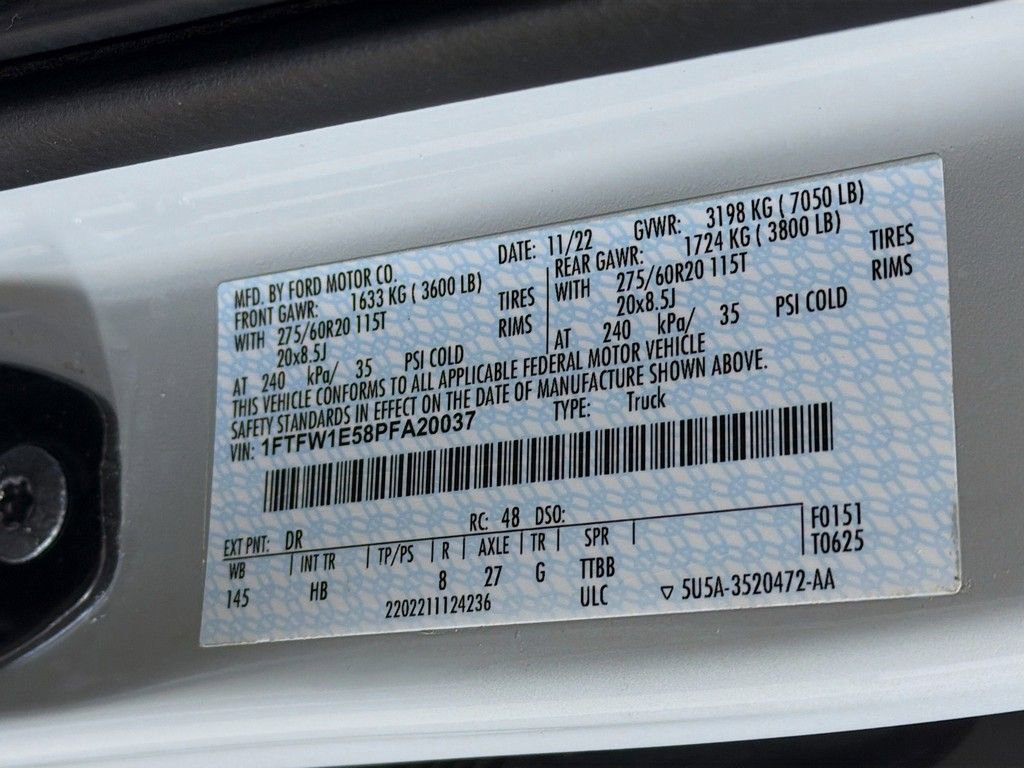 MFD. BY FORD MOTOR CO. DATE: 11/22 GVWR: 3198 KG ( 7050 LB)
FRONT GAWR: 1633 KG ( 3600 LB) REAR GAWR: 1724 KG ( 3800 LB)
WITH 275/60R20 115T TIRES WITH 275/60R20 115T TIRES
20x8.5J RIMS 20x8.5J RIMS
AT 240 kPa/ 35 PSI COLD AT 240 kPa/ 35 PSI COLD
THIS VEHICLE CONFORMS TO ALL APPLICABLE FEDERAL MOTOR VEHICLE
SAFETY STANDARDS IN EFFECT ON THE DATE OF MANUFACTURE SHOWN ABOVE.
VIN: 1FTFW1E58PFA20037 TYPE: Truck
EXT PNT: DR RC: 48 DSO: F0151
WB INT TR TP/PS R AXLE TR SPR T0625
145 HB 8 27 G TTBB
2202211124236 ULC ▽ 5U5A-3520472-AA